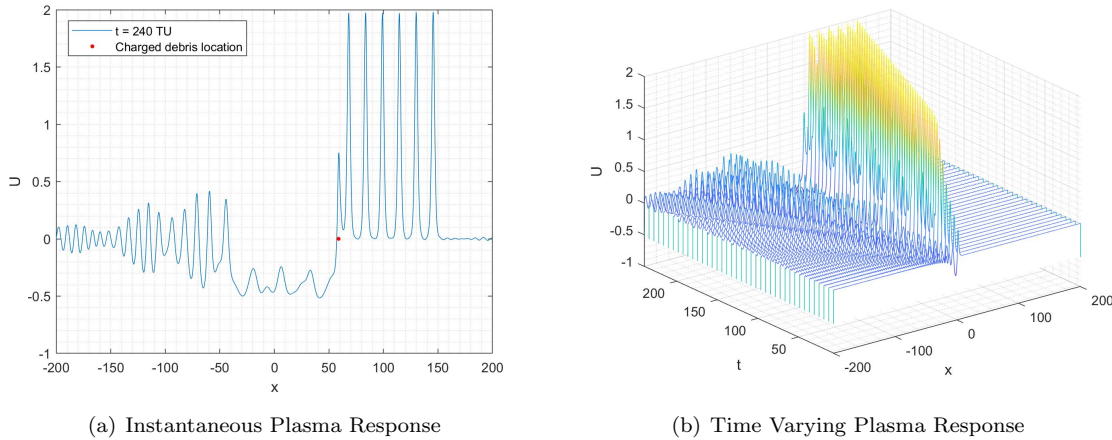 t = 240 TU
Charged debris location
2
1.5
1
0.5
0
-0.5
-1
U
-200 -150 -100 -50 0 50 100 150 200
x
(a) Instantaneous Plasma Response
2
1.5
1
0.5
0
-0.5
-1
U
200
150
100
50
t
-200
-100
0
100
200
x
(b) Time Varying Plasma Response